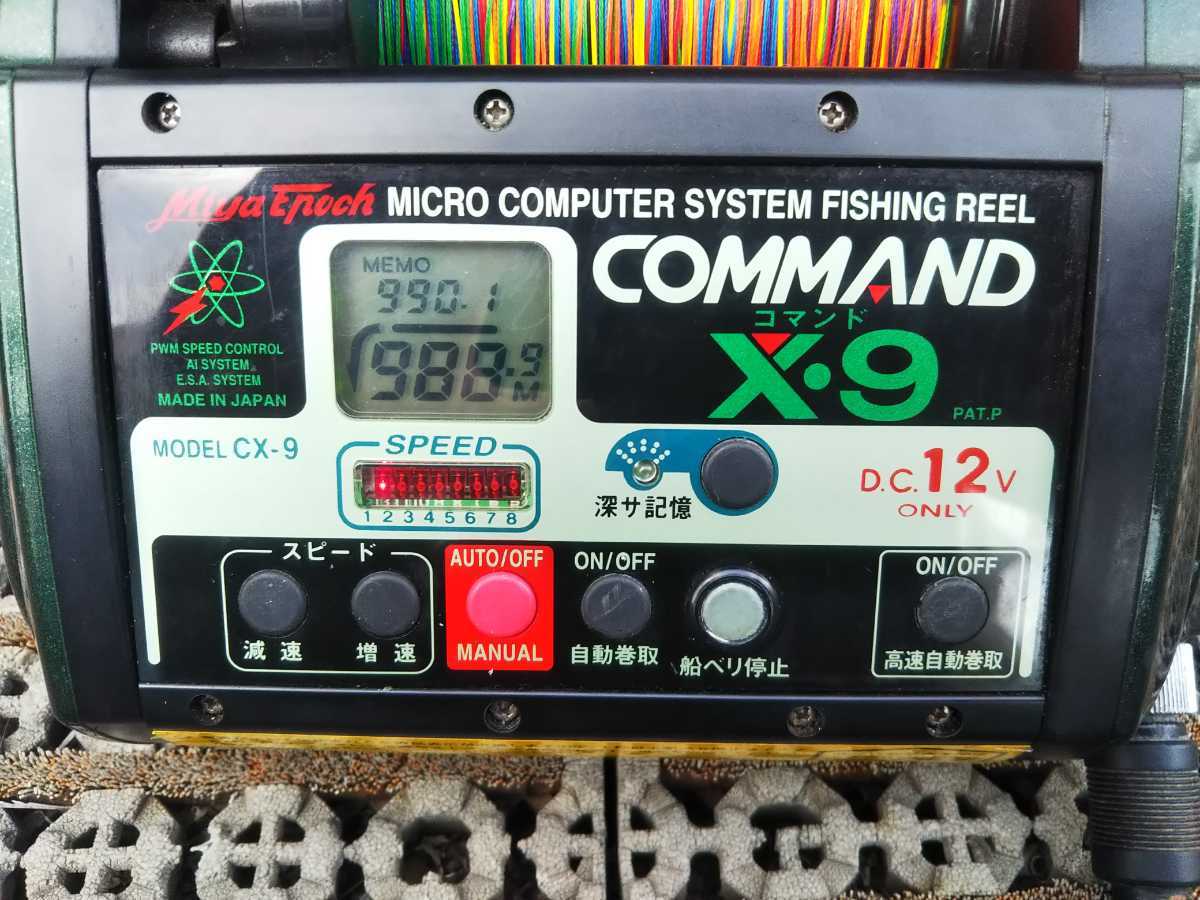 Miya Epoch MICRO COMPUTER SYSTEM FISHING REEL
COMMAND
コマンド
X・9
PAT.P
PWM SPEED CONTROL
AI SYSTEM
E.S.A. SYSTEM
MADE IN JAPAN
MEMO
990.1
988.9
M
MODEL CX-9
SPEED
1 2 3 4 5 6 7 8
深サ記憶
D.C.12V
ONLY
スピード
減速
増速
AUTO/OFF
MANUAL
ON/OFF
自動巻取
船ベリ停止
ON/OFF
高速自動巻取